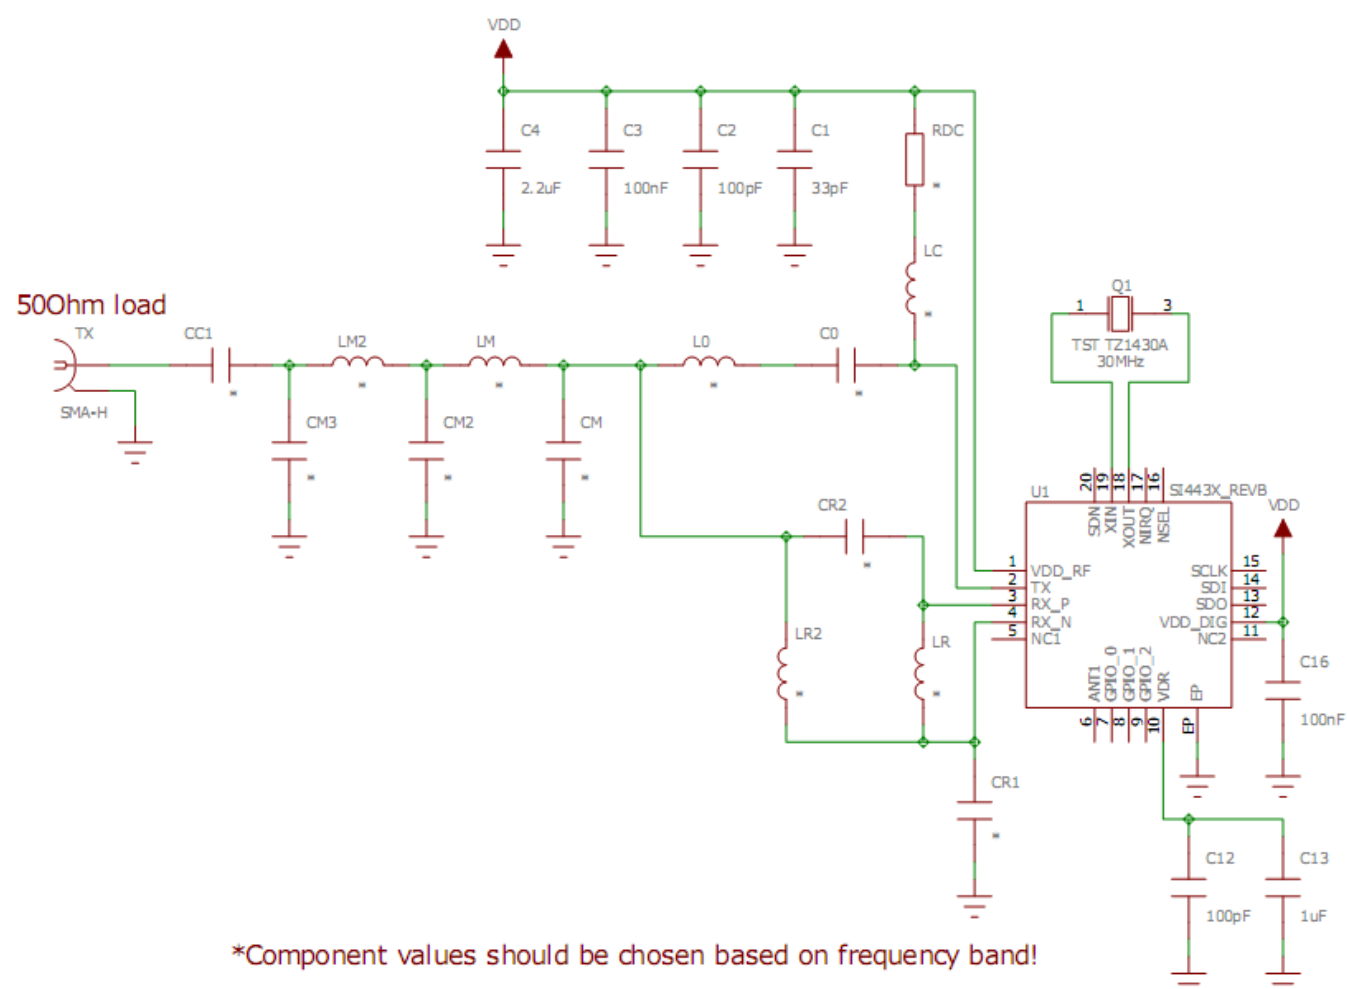 VDD
C4
C3
C2
C1
RDC
*
2.2uF
100nF
100pF
33pF
LC
*
50Ohm load
TX
SMA-H
CC1
*
LM2
*
LM
*
L0
*
C0
*
CM3
*
CM2
*
CM
*
Q1
1
3
TST TZ1430A
30MHz
CR2
*
LR2
*
LR
*
CR1
*
U1
SI443X_REVB
20
19
18
17
16
SDN
XIN
XOUT
NIRQ
NSEL
1
VDD_RF
2
TX
3
RX_P
4
RX_N
5
NC1
SCLK
15
SDI
14
SDO
13
VDD_DIG
12
NC2
11
ANT1
GPIO_0
GPIO_1
GPIO_2
VDR
EP
6
7
8
9
10
EP
VDD
C16
100nF
C12
100pF
C13
1uF
*Component values should be chosen based on frequency band!